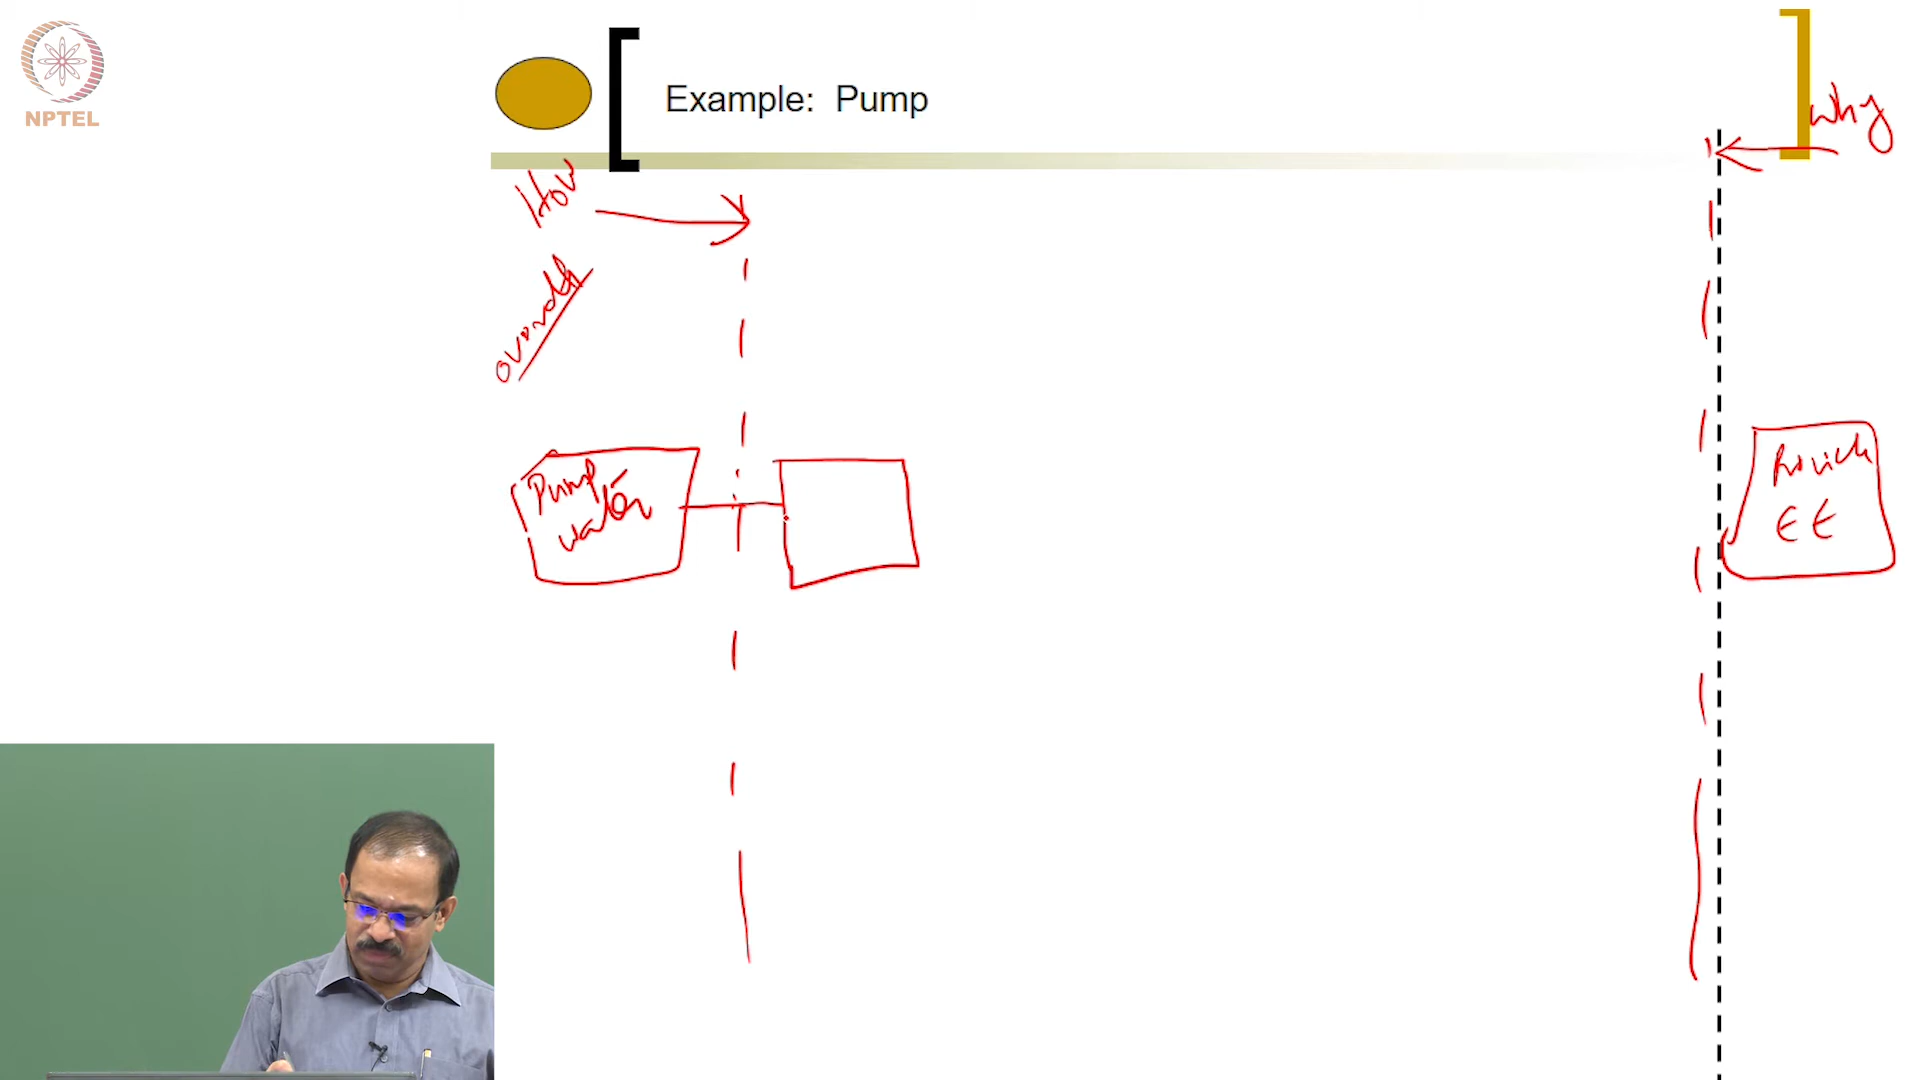 NPTEL
Example: Pump
Why
How
overall
Pump
water
Provide
EE